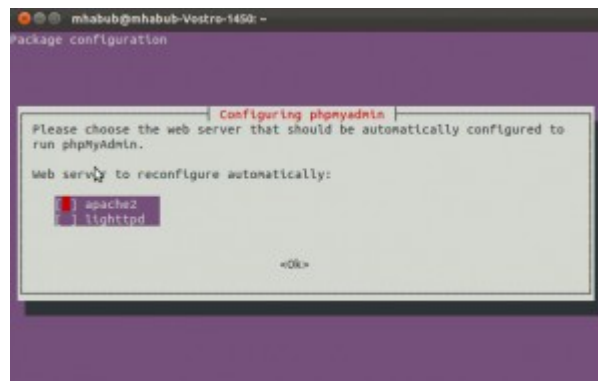 mhabub@mhabub-Vostro-1450: ~
Package configuration
Configuring phpmyadmin
Please choose the web server that should be automatically configured to
run phpMyAdmin.
Web server to reconfigure automatically:
[ ] apache2
[ ] lighttpd
<Ok>